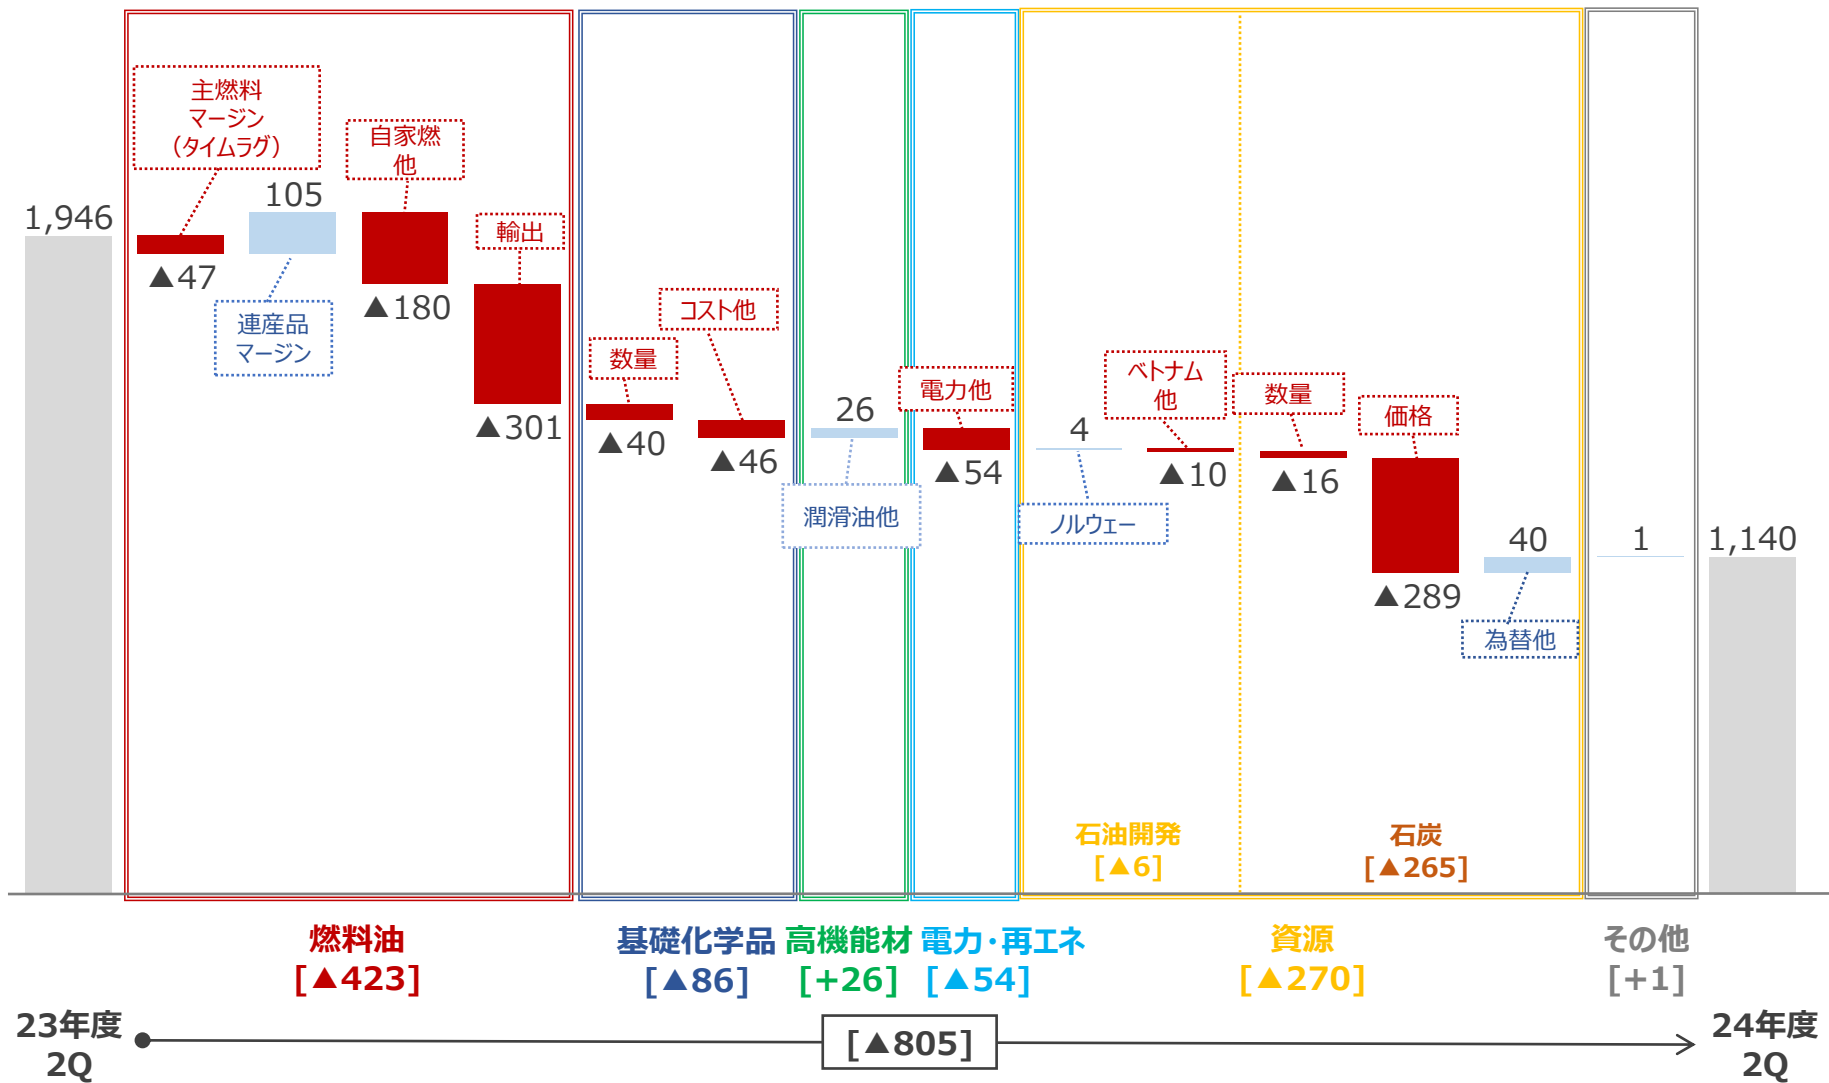 1,946
主燃料
マージン
(タイムラグ)
▲47
105
連産品
マージン
自家燃
他
▲180
輸出
▲301
数量
▲40
コスト他
▲46
26
潤滑油他
電力他
▲54
4
ノルウェー
ベトナム
他
▲10
数量
▲16
価格
▲289
40
為替他
1
1,140
石油開発
[▲6]
石炭
[▲265]
燃料油
[▲423]
基礎化学品
[▲86]
高機能材
[+26]
電力・再エネ
[▲54]
資源
[▲270]
その他
[+1]
23年度
2Q
[▲805]
24年度
2Q